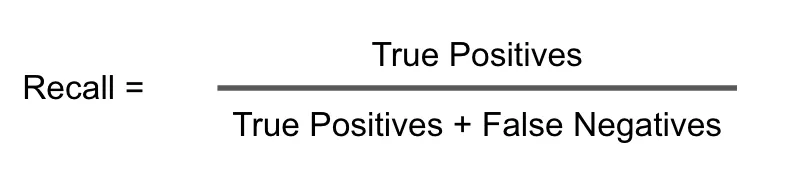 True Positives
Recall =
True Positives + False Negatives